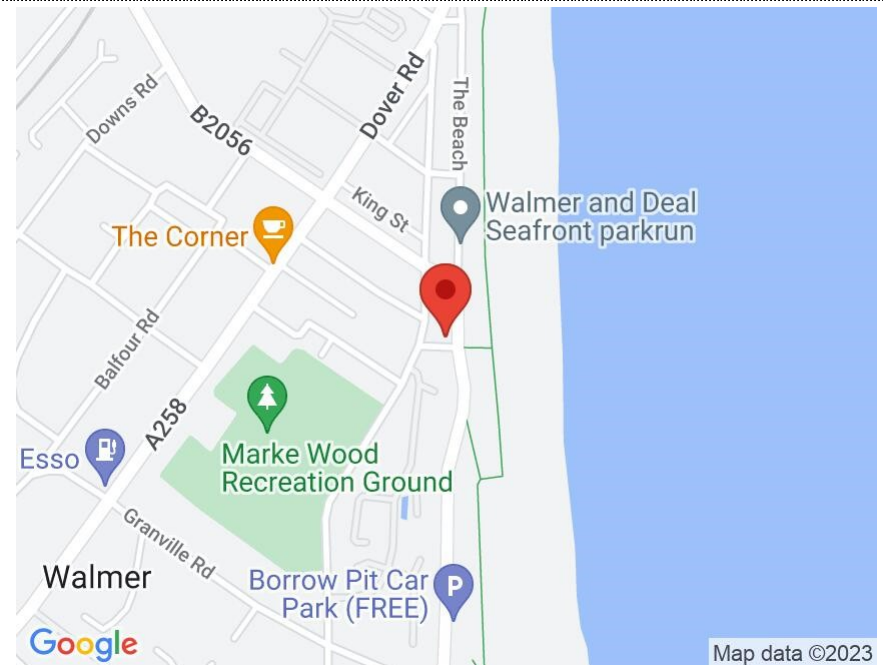 Downs Rd
B2056
Dover Rd
The Beach
King St
Walmer and Deal
Seafront parkrun
The Corner
Balfour Rd
A258
Esso
Marke Wood
Recreation Ground
Granville Rd
Walmer
Borrow Pit Car
Park (FREE)
P
Google
Map data ©2023